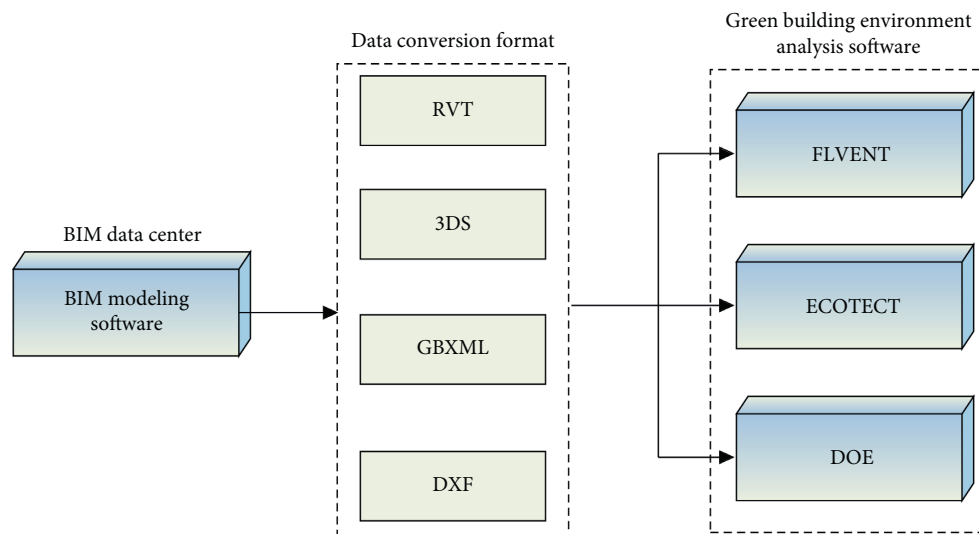 BIM data center
BIM modeling
software
Data conversion format
RVT
3DS
GBXML
DXF
Green building environment
analysis software
FLVENT
ECOTECT
DOE